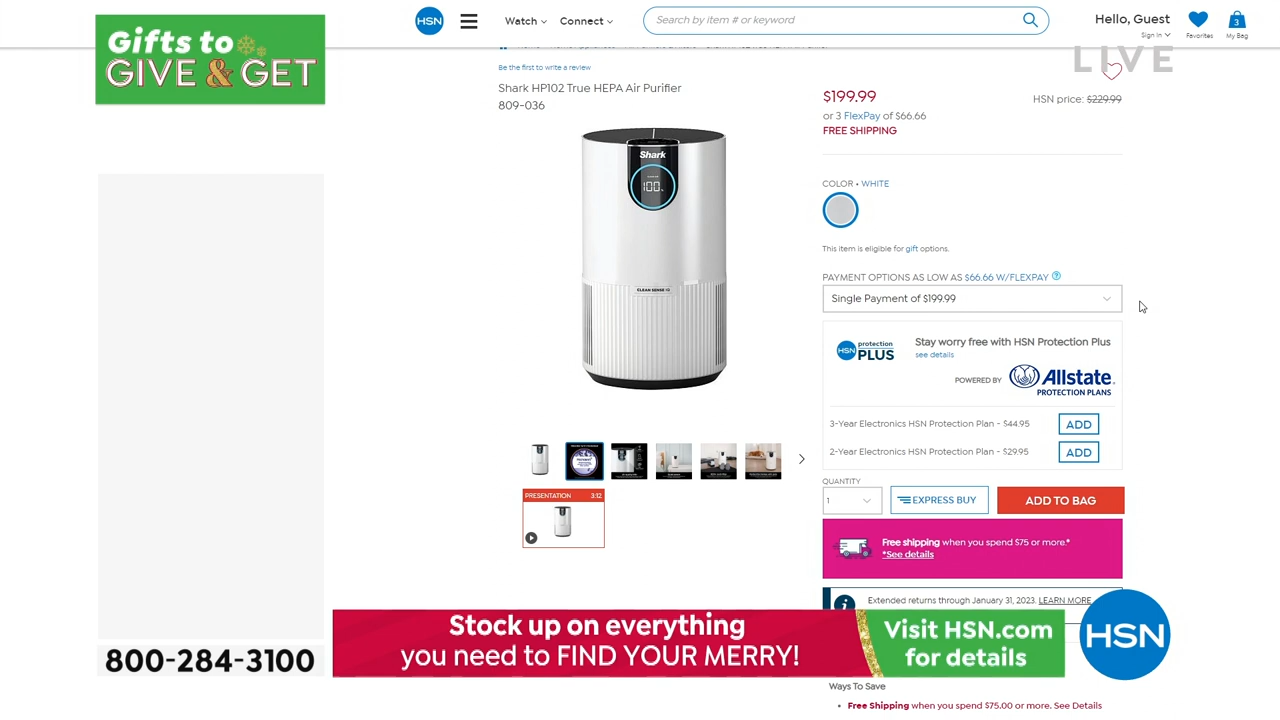 Gifts to
GIVE & GET
HSN
Watch
Connect
Search by item # or keyword
Hello, Guest
Sign in
Favorites
3
My Bag
LIVE
Be the first to write a review
Shark HP102 True HEPA Air Purifier
809-036
$199.99
HSN price: $229.99
or 3 FlexPay of $66.66
FREE SHIPPING
Shark
100%
CLEAN SENSE IQ
COLOR • WHITE
This item is eligible for gift options.
PAYMENT OPTIONS AS LOW AS $66.66 W/FLEXPAY
Single Payment of $199.99
HSN protection PLUS
Stay worry free with HSN Protection Plus
see details
POWERED BY
Allstate
PROTECTION PLANS
3-Year Electronics HSN Protection Plan - $44.95
ADD
2-Year Electronics HSN Protection Plan - $29.95
ADD
QUANTITY
1
EXPRESS BUY
ADD TO BAG
PRESENTATION 3:12
Free shipping when you spend $75 or more.*
*See details
Extended returns through January 31, 2023. LEARN MORE
800-284-3100
Stock up on everything
you need to FIND YOUR MERRY!
Visit HSN.com
for details
HSN
Ways To Save
• Free Shipping when you spend $75.00 or more. See Details